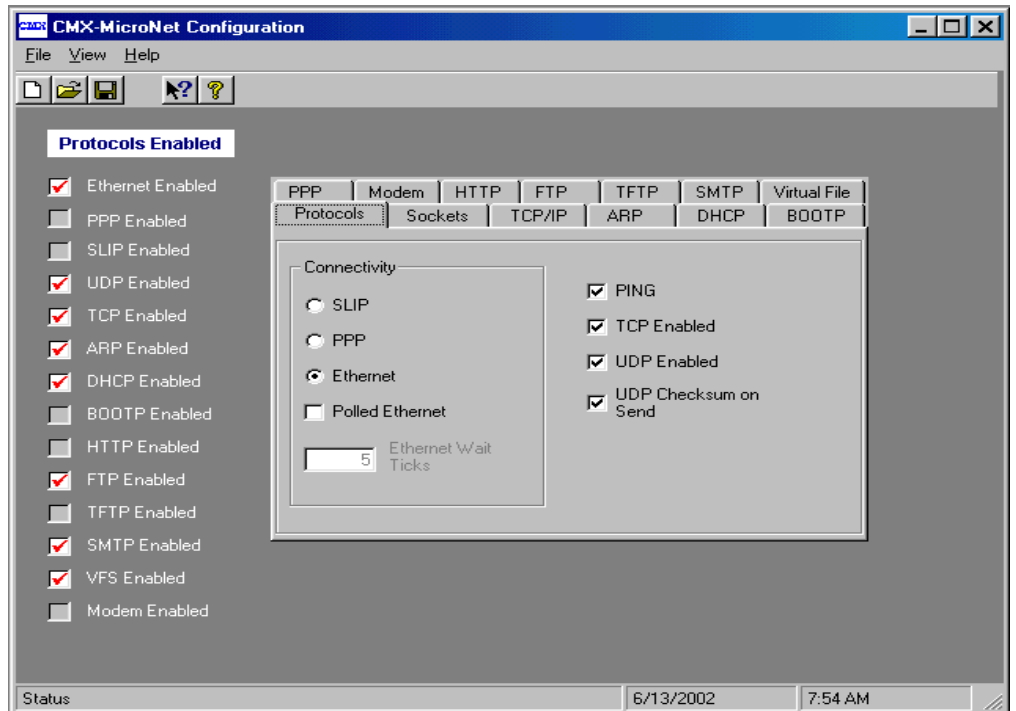 CMX CMX-MicroNet Configuration
File View Help
Protocols Enabled
Ethernet Enabled
PPP Enabled
SLIP Enabled
UDP Enabled
TCP Enabled
ARP Enabled
DHCP Enabled
BOOTP Enabled
HTTP Enabled
FTP Enabled
TFTP Enabled
SMTP Enabled
VFS Enabled
Modem Enabled
PPP Modem HTTP FTP TFTP SMTP Virtual File
Protocols Sockets TCP/IP ARP DHCP BOOTP
Connectivity
SLIP
PPP
Ethernet
Polled Ethernet
5 Ethernet Wait
Ticks
PING
TCP Enabled
UDP Enabled
UDP Checksum on
Send
Status 6/13/2002 7:54 AM